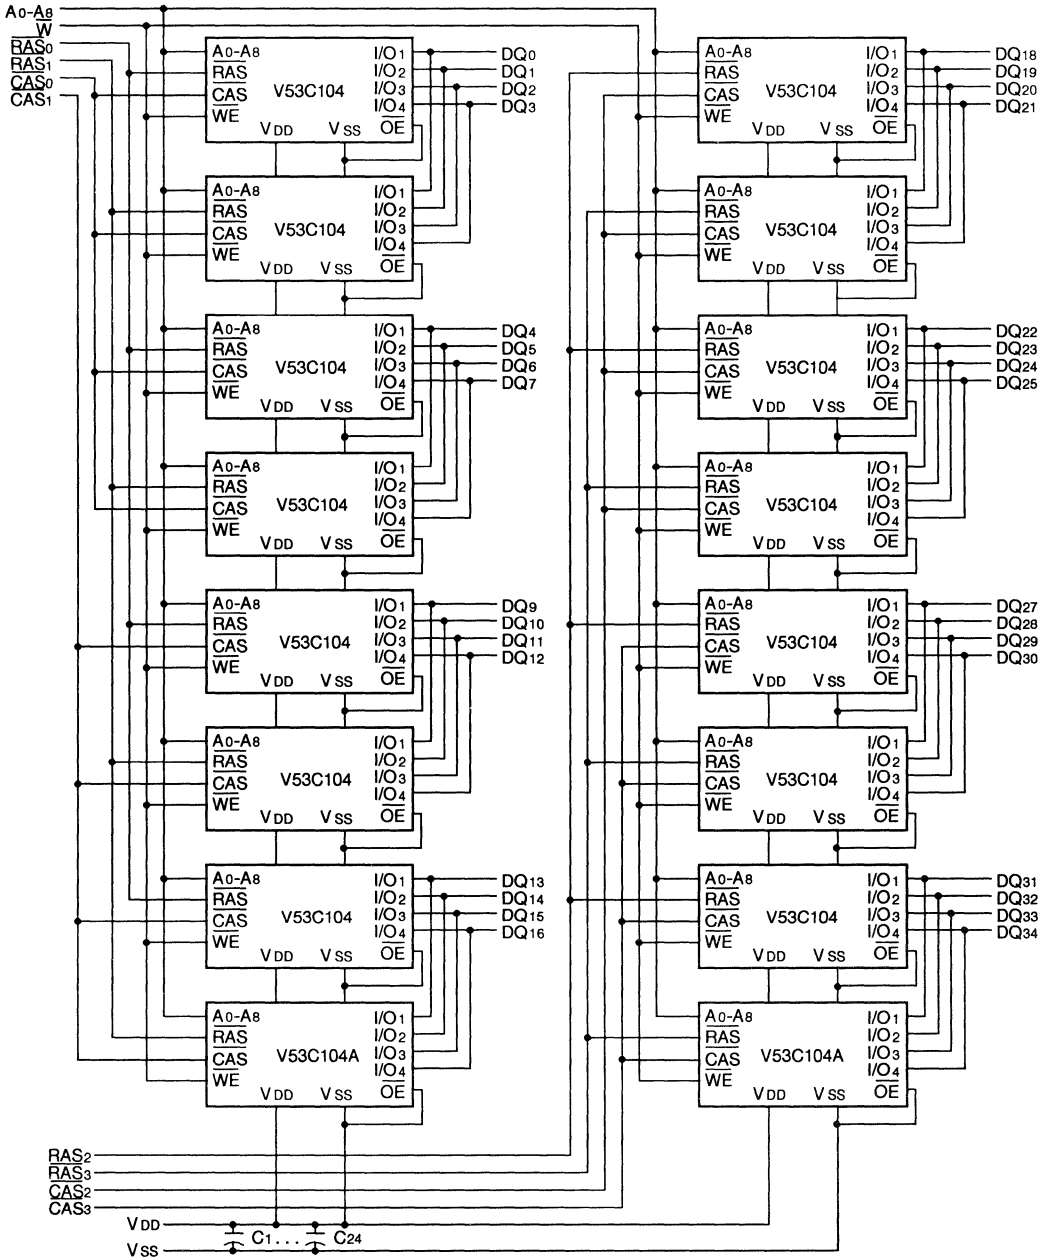 A0-A8
W
RAS0
RAS1
CAS0
CAS1
A0-A8 I/O1 DQ0
RAS I/O2 DQ1
CAS V53C104 I/O3 DQ2
WE I/O4 DQ3
VDD VSS OE
A0-A8 I/O1
RAS I/O2
CAS V53C104 I/O3
WE I/O4
VDD VSS OE
A0-A8 I/O1 DQ4
RAS I/O2 DQ5
CAS V53C104 I/O3 DQ6
WE I/O4 DQ7
VDD VSS OE
A0-A8 I/O1
RAS I/O2
CAS V53C104 I/O3
WE I/O4
VDD VSS OE
A0-A8 I/O1 DQ9
RAS I/O2 DQ10
CAS V53C104 I/O3 DQ11
WE I/O4 DQ12
VDD VSS OE
A0-A8 I/O1
RAS I/O2
CAS V53C104 I/O3
WE I/O4
VDD VSS OE
A0-A8 I/O1 DQ13
RAS I/O2 DQ14
CAS V53C104 I/O3 DQ15
WE I/O4 DQ16
VDD VSS OE
A0-A8 I/O1
RAS I/O2
CAS V53C104A I/O3
WE I/O4
VDD VSS OE
A0-A8 I/O1 DQ18
RAS I/O2 DQ19
CAS V53C104 I/O3 DQ20
WE I/O4 DQ21
VDD VSS OE
A0-A8 I/O1
RAS I/O2
CAS V53C104 I/O3
WE I/O4
VDD VSS OE
A0-A8 I/O1 DQ22
RAS I/O2 DQ23
CAS V53C104 I/O3 DQ24
WE I/O4 DQ25
VDD VSS OE
A0-A8 I/O1
RAS I/O2
CAS V53C104 I/O3
WE I/O4
VDD VSS OE
A0-A8 I/O1 DQ27
RAS I/O2 DQ28
CAS V53C104 I/O3 DQ29
WE I/O4 DQ30
VDD VSS OE
A0-A8 I/O1
RAS I/O2
CAS V53C104 I/O3
WE I/O4
VDD VSS OE
A0-A8 I/O1 DQ31
RAS I/O2 DQ32
CAS V53C104 I/O3 DQ33
WE I/O4 DQ34
VDD VSS OE
A0-A8 I/O1
RAS I/O2
CAS V53C104A I/O3
WE I/O4
VDD VSS OE
RAS2
RAS3
CAS2
CAS3
VDD
C1... C24
VSS